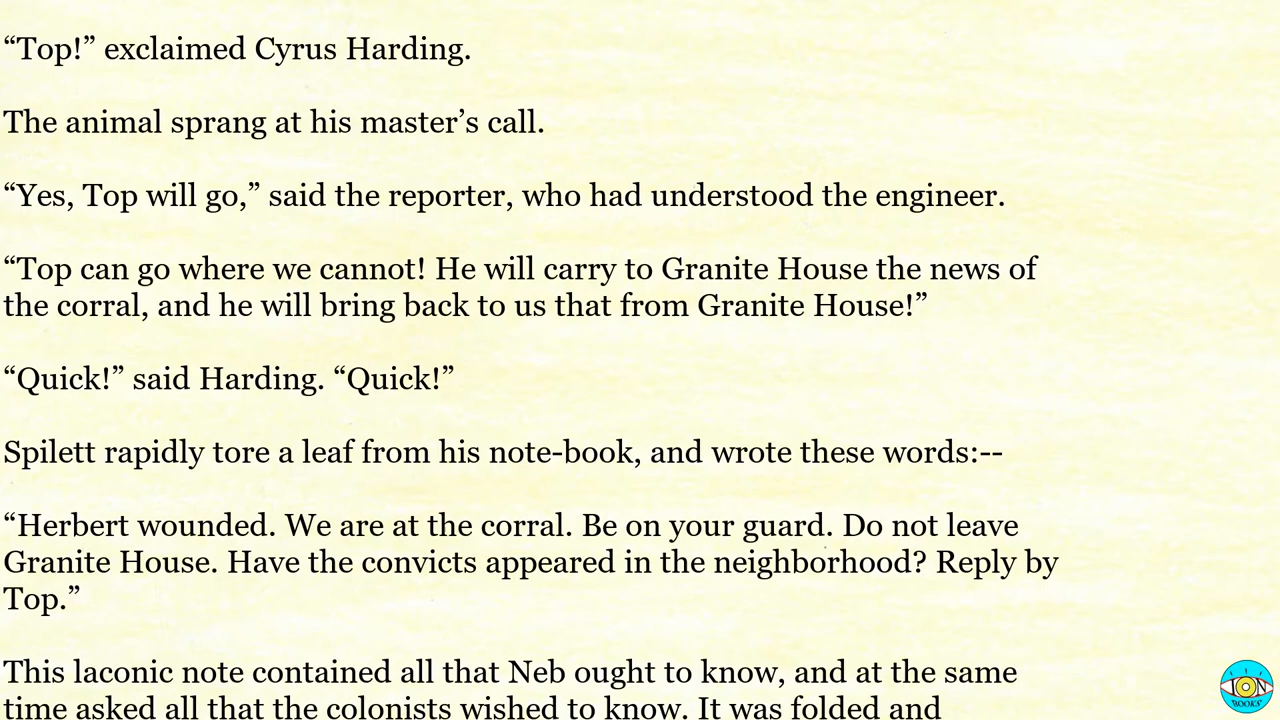 “Top!” exclaimed Cyrus Harding.
The animal sprang at his master’s call.
“Yes, Top will go,” said the reporter, who had understood the engineer.
“Top can go where we cannot! He will carry to Granite House the news of
the corral, and he will bring back to us that from Granite House!”
“Quick!” said Harding. “Quick!”
Spilett rapidly tore a leaf from his note-book, and wrote these words:--
“Herbert wounded. We are at the corral. Be on your guard. Do not leave
Granite House. Have the convicts appeared in the neighborhood? Reply by
Top.”
This laconic note contained all that Neb ought to know, and at the same
time asked all that the colonists wished to know. It was folded and
ION
BOOKS